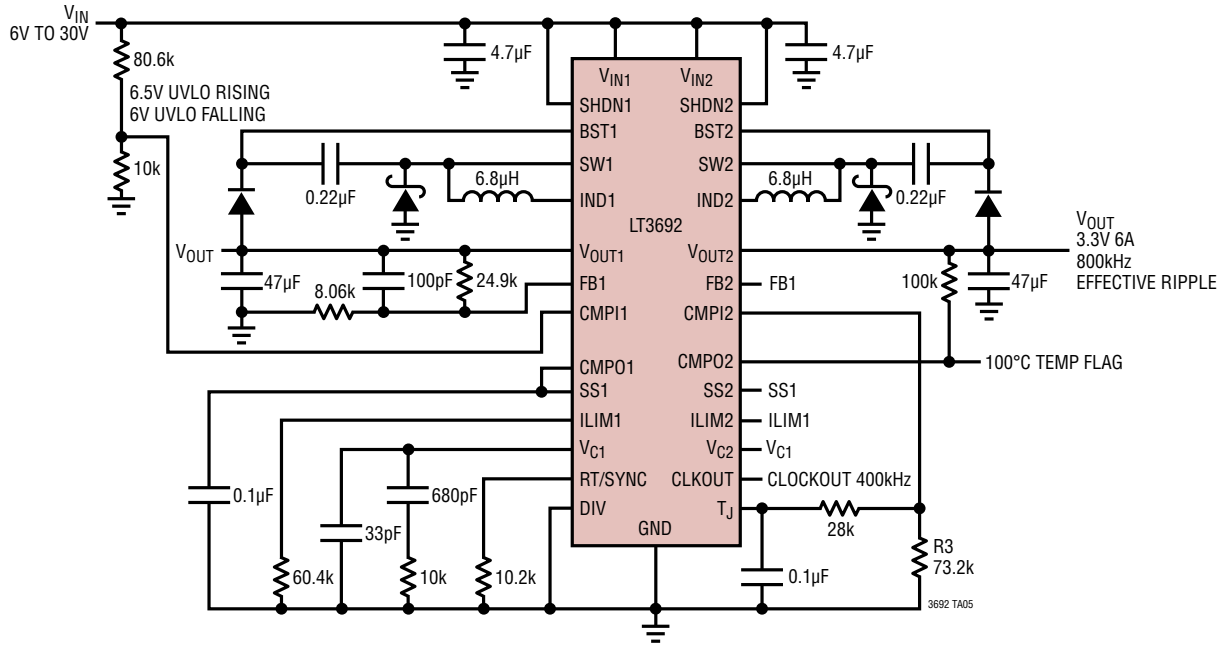 VIN
6V TO 30V
80.6k
4.7µF
4.7µF
VIN1
VIN2
6.5V UVLO RISING
6V UVLO FALLING
SHDN1
SHDN2
BST1
BST2
10k
SW1
SW2
0.22µF
6.8µH
6.8µH
0.22µF
IND1
IND2
LT3692
VOUT
VOUT1
VOUT2
VOUT
3.3V 6A
800kHz
EFFECTIVE RIPPLE
47µF
8.06k
100pF
24.9k
FB1
FB2
FB1
100k
47µF
CMPI1
CMPI2
CMPO1
CMPO2
100°C TEMP FLAG
SS1
SS2
SS1
ILIM1
ILIM2
ILIM1
VC1
VC2
VC1
RT/SYNC
CLKOUT
CLOCKOUT 400kHz
0.1µF
680pF
DIV
TJ
33pF
GND
28k
60.4k
10k
10.2k
0.1µF
R3
73.2k
3692 TA05